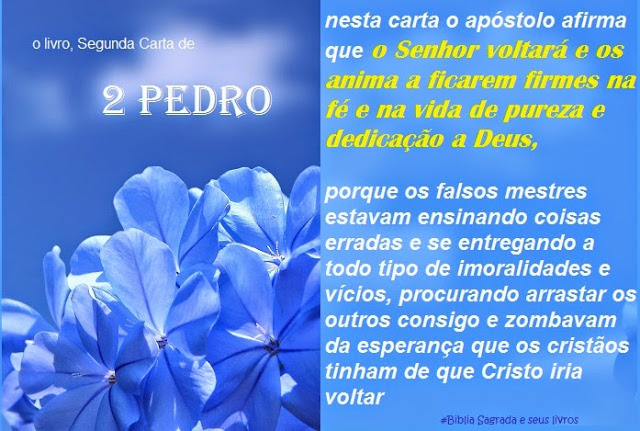 o livro, Segunda Carta de
2 PEDRO
nesta carta o apóstolo afirma
que o Senhor voltará e os
anima a ficarem firmes na
fé e na vida de pureza e
dedicação a Deus,
porque os falsos mestres
estavam ensinando coisas
erradas e se entregando a
todo tipo de imoralidades e
vícios, procurando arrastar os
outros consigo e zombavam
da esperança que os cristãos
tinham de que Cristo iria
voltar
#Biblia Sagrada e seus livros